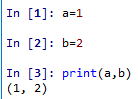 In [1]: a=1
In [2]: b=2
In [3]: print(a,b)
(1, 2)